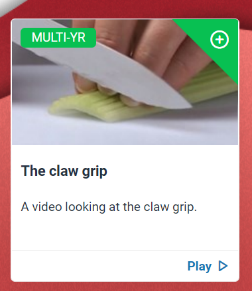 MULTI-YR
The claw grip
A video looking at the claw grip.
Play